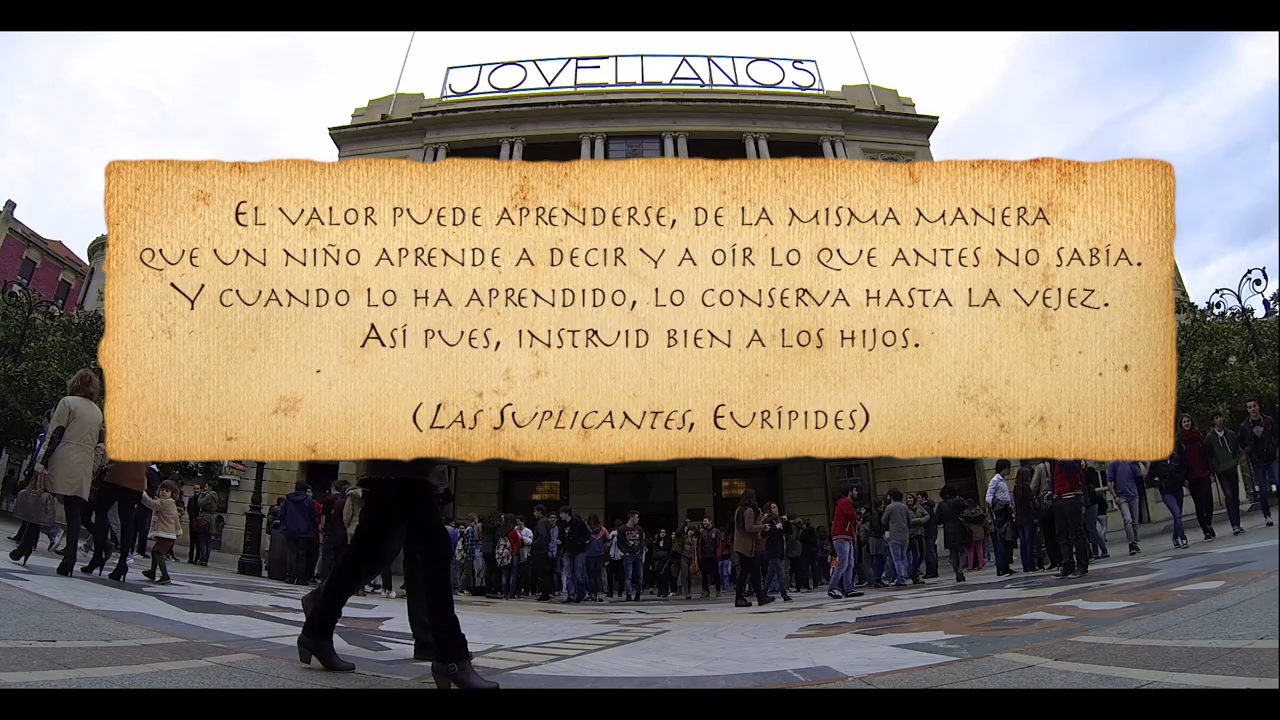 JOVELLANOS
El valor puede aprenderse, de la misma manera
que un niño aprende a decir y a oír lo que antes no sabía.
Y cuando lo ha aprendido, lo conserva hasta la vejez.
Así pues, instruid bien a los hijos.
(Las Suplicantes, Eurípides)